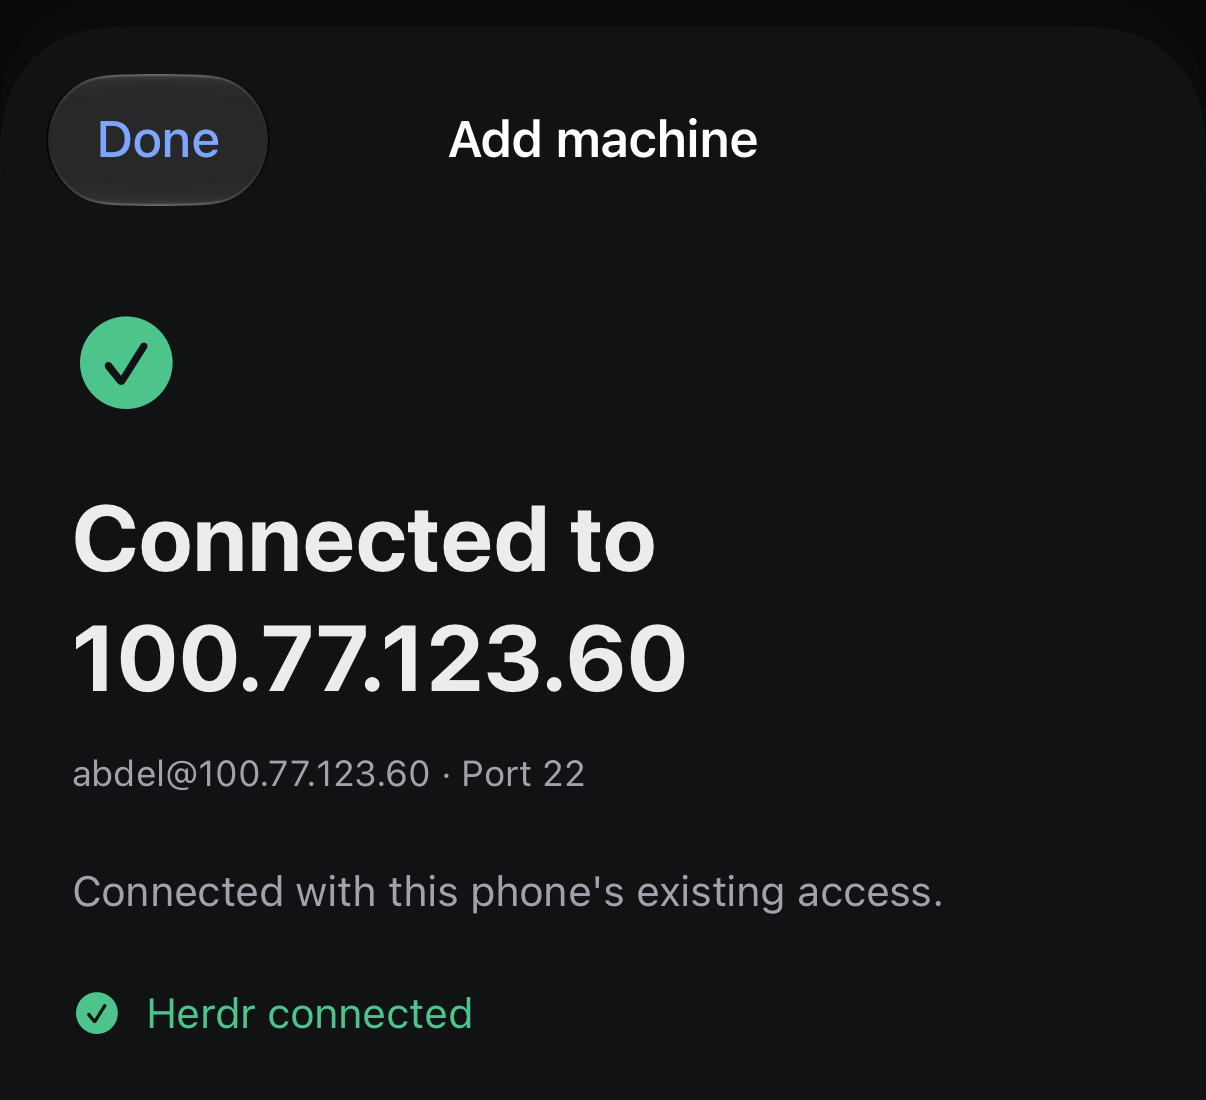 Done
Add machine
Connected to
100.77.123.60
abdel@100.77.123.60 · Port 22
Connected with this phone's existing access.
Herdr connected